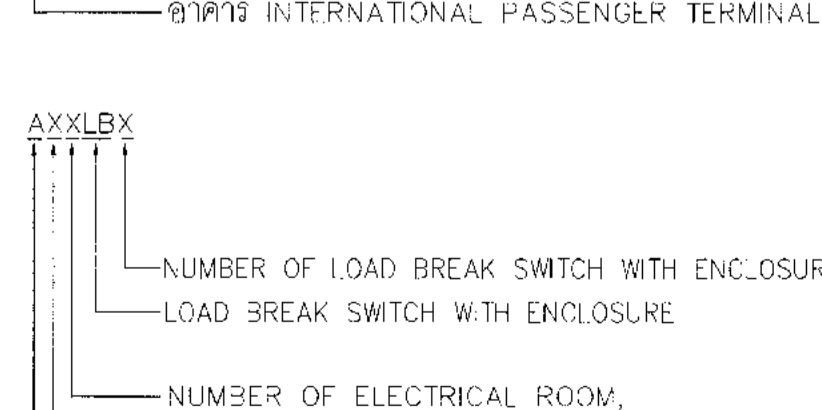 อาคาร INTERNATIONAL PASSENGER TERMINAL
AXXLBX
NUMBER OF LOAD BREAK SWITCH WITH ENCLOSUR
LOAD BREAK SWITCH WITH ENCLOSURE
NUMBER OF ELECTRICAL ROOM,